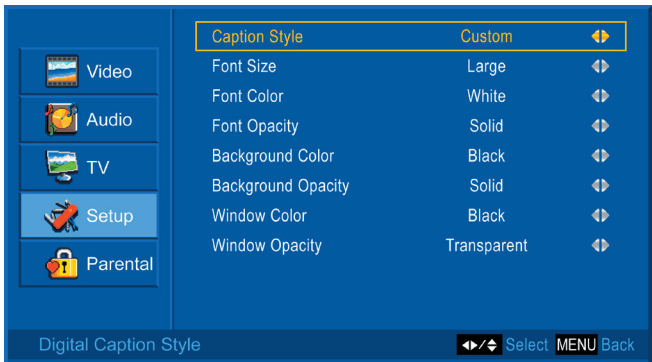 Video
Audio
TV
Setup
Parental
Caption Style Custom
Font Size Large
Font Color White
Font Opacity Solid
Background Color Black
Background Opacity Solid
Window Color Black
Window Opacity Transparent
Digital Caption Style Select MENU Back